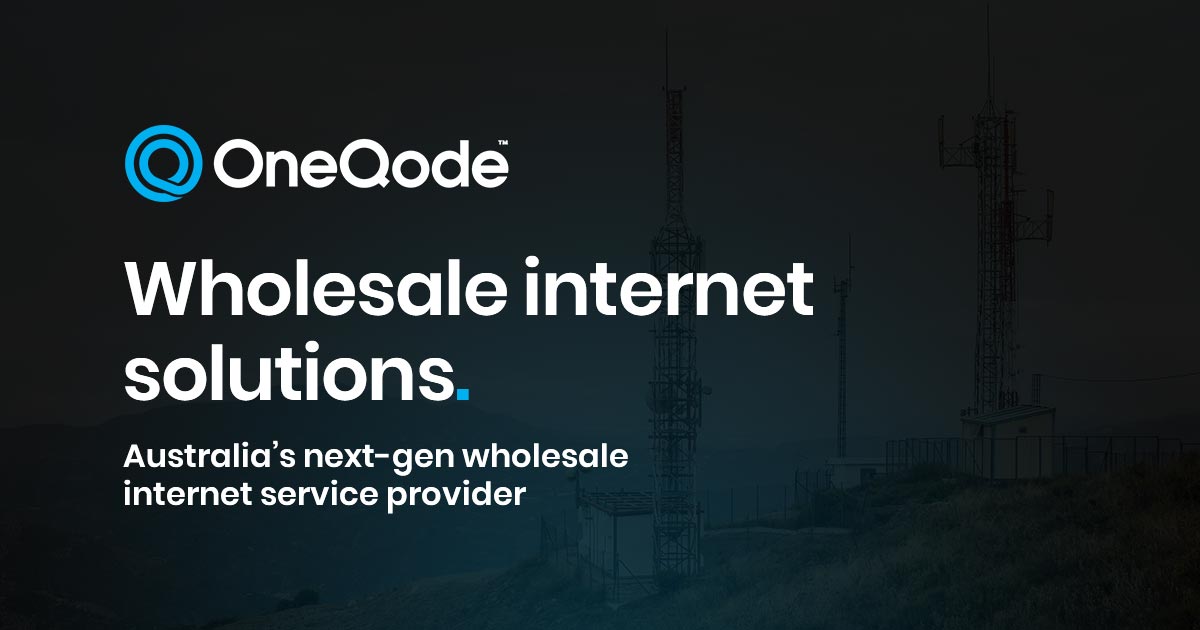 OneQode™
Wholesale internet
solutions.
Australia’s next-gen wholesale
internet service provider